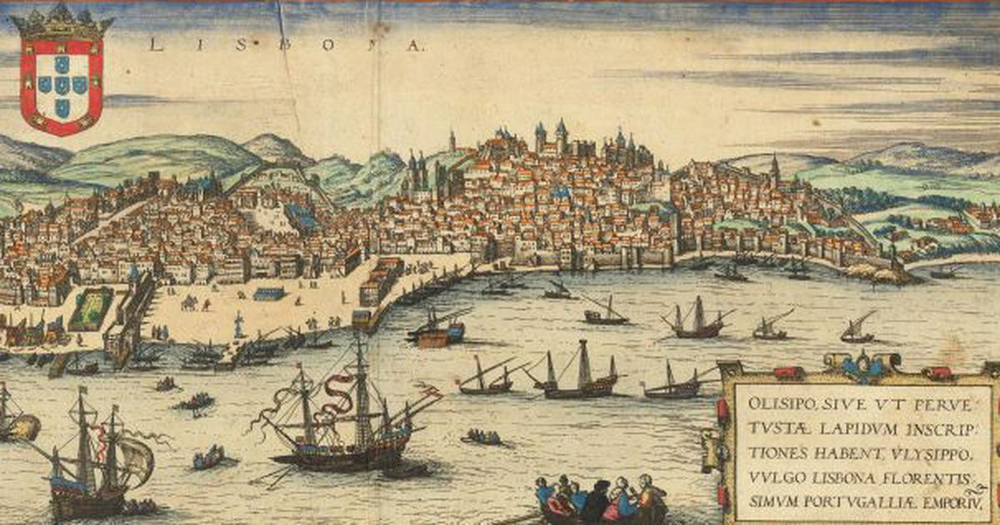 LISBONA.
OLISIPO, SIVE VT PERVE
TVSTÆ LAPIDVM INSCRIP:
TIONES HABENT, VLYSIPPO,
VVLGO LISBONA FLORENTIS
SIMVM PORTVGALLIÆ EMPORIV,